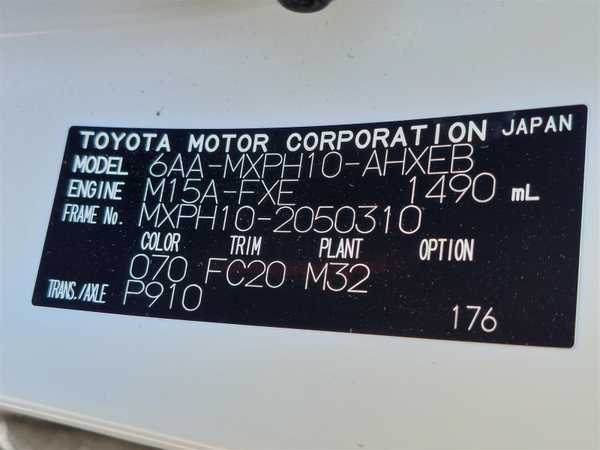 TOYOTA MOTOR CORPORATION JAPAN
MODEL 6AA-MXPH10-AHXEB
ENGINE M15A-FXE 1490 mL
FRAME No. MXPH10-2050310
COLOR TRIM PLANT OPTION
070 FC20 M32
TRANS./AXLE P910
176